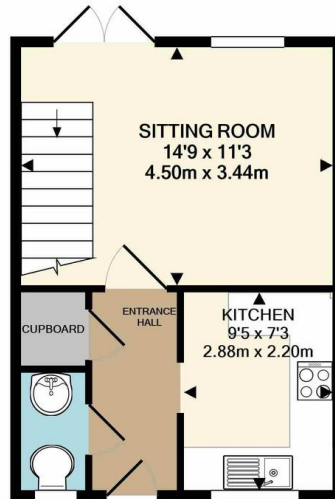 SITTING ROOM
14'9 x 11'3
4.50m x 3.44m
CUPBOARD
ENTRANCE
HALL
KITCHEN
9'5 x 7'3
2.88m x 2.20m